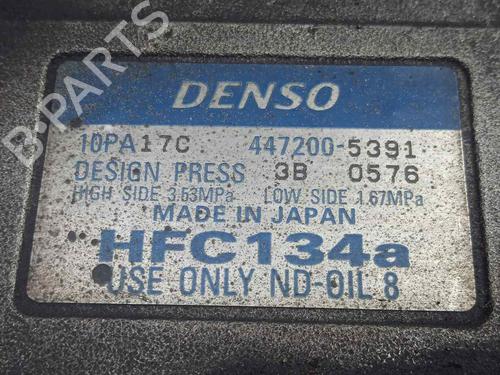 DENSO
10PA17C 447200-5391
DESIGN PRESS 3B 0576
HIGH SIDE 3.53MPa LOW SIDE 1.67MPa
MADE IN JAPAN
HFC134a
USE ONLY ND-OIL 8
B-PARTS